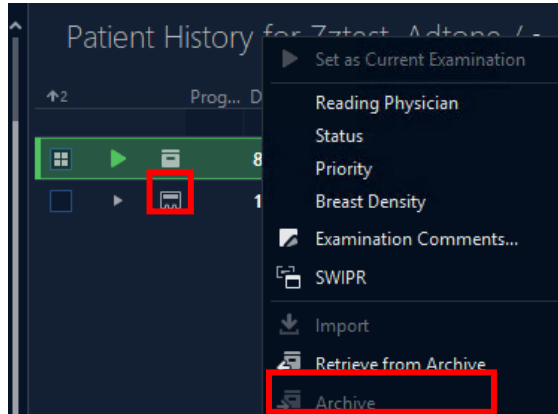 Patient History for Zztest, Adtone / -
2
Prog... D
Set as Current Examination
Reading Physician
8
Status
Priority
1
Breast Density
Examination Comments...
SWIPR
Import
Retrieve from Archive
Archive